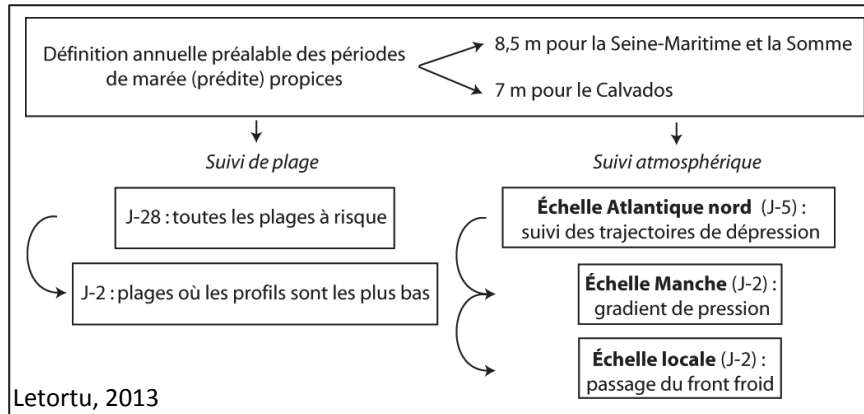 Définition annuelle préalable des périodes
de marée (prédite) propices
8,5 m pour la Seine-Maritime et la Somme
7 m pour le Calvados
Suivi de plage
J-28 : toutes les plages à risque
J-2 : plages où les profils sont les plus bas
Suivi atmosphérique
Échelle Atlantique nord (J-5) :
suivi des trajectoires de dépression
Échelle Manche (J-2) :
gradient de pression
Échelle locale (J-2) :
passage du front froid
Letortu, 2013